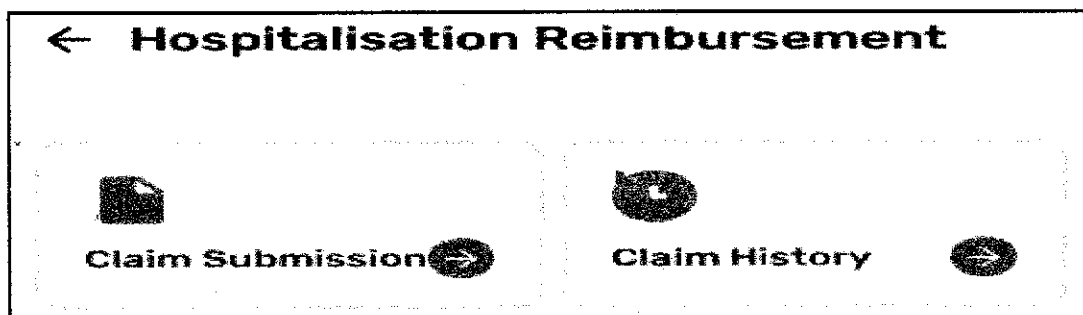 ← Hospitalisation Reimbursement
Claim Submission
Claim History